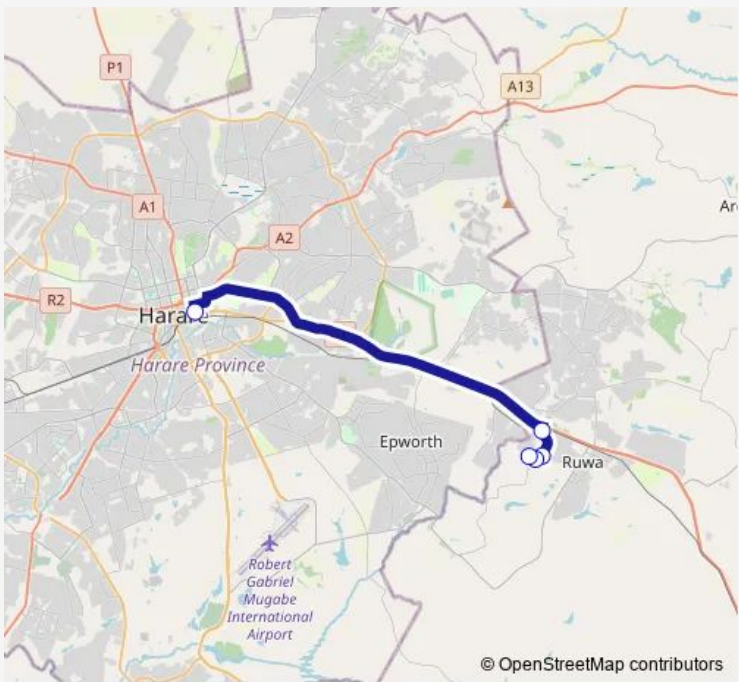 P1
A13
A1
Ar
A2
R2
Harare
Harare Province
Epworth
Ruwa
Robert
Gabriel
Mugabe
International
Airport
© OpenStreetMap contributors